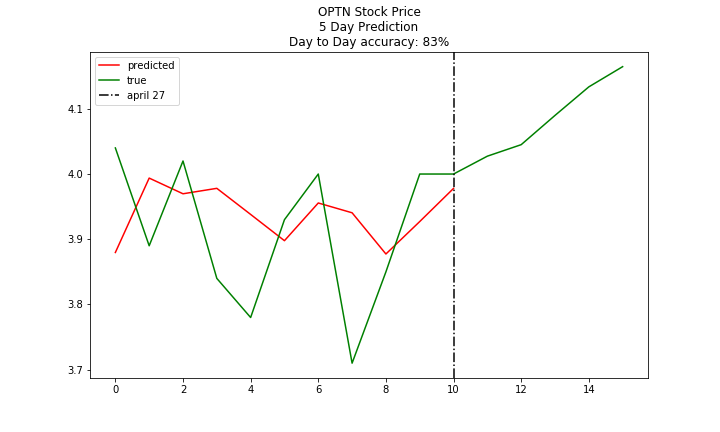 OPTN Stock Price
5 Day Prediction
Day to Day accuracy: 83%
predicted
true
april 27
4.1
4.0
3.9
3.8
3.7
0 2 4 6 8 10 12 14